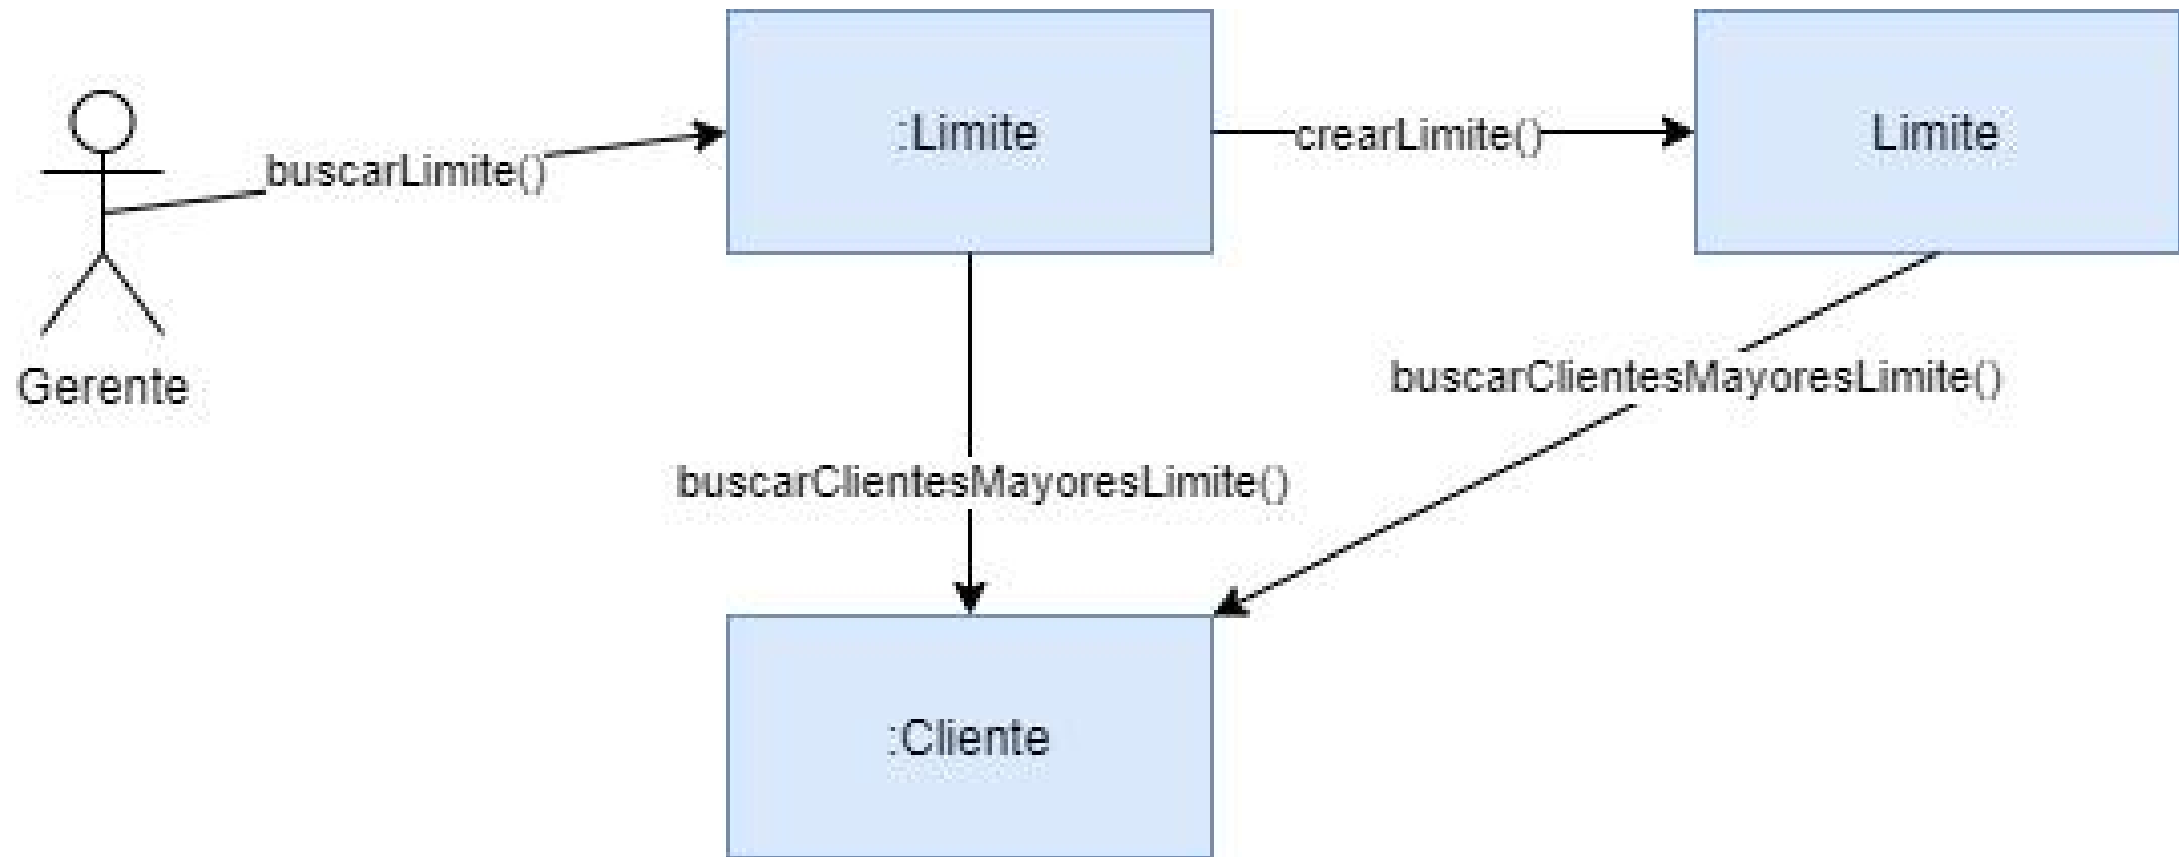 :Limite
Limite
crearLimite()
buscarLimite()
Gerente
buscarClientesMayoresLimite()
buscarClientesMayoresLimite()
:Cliente